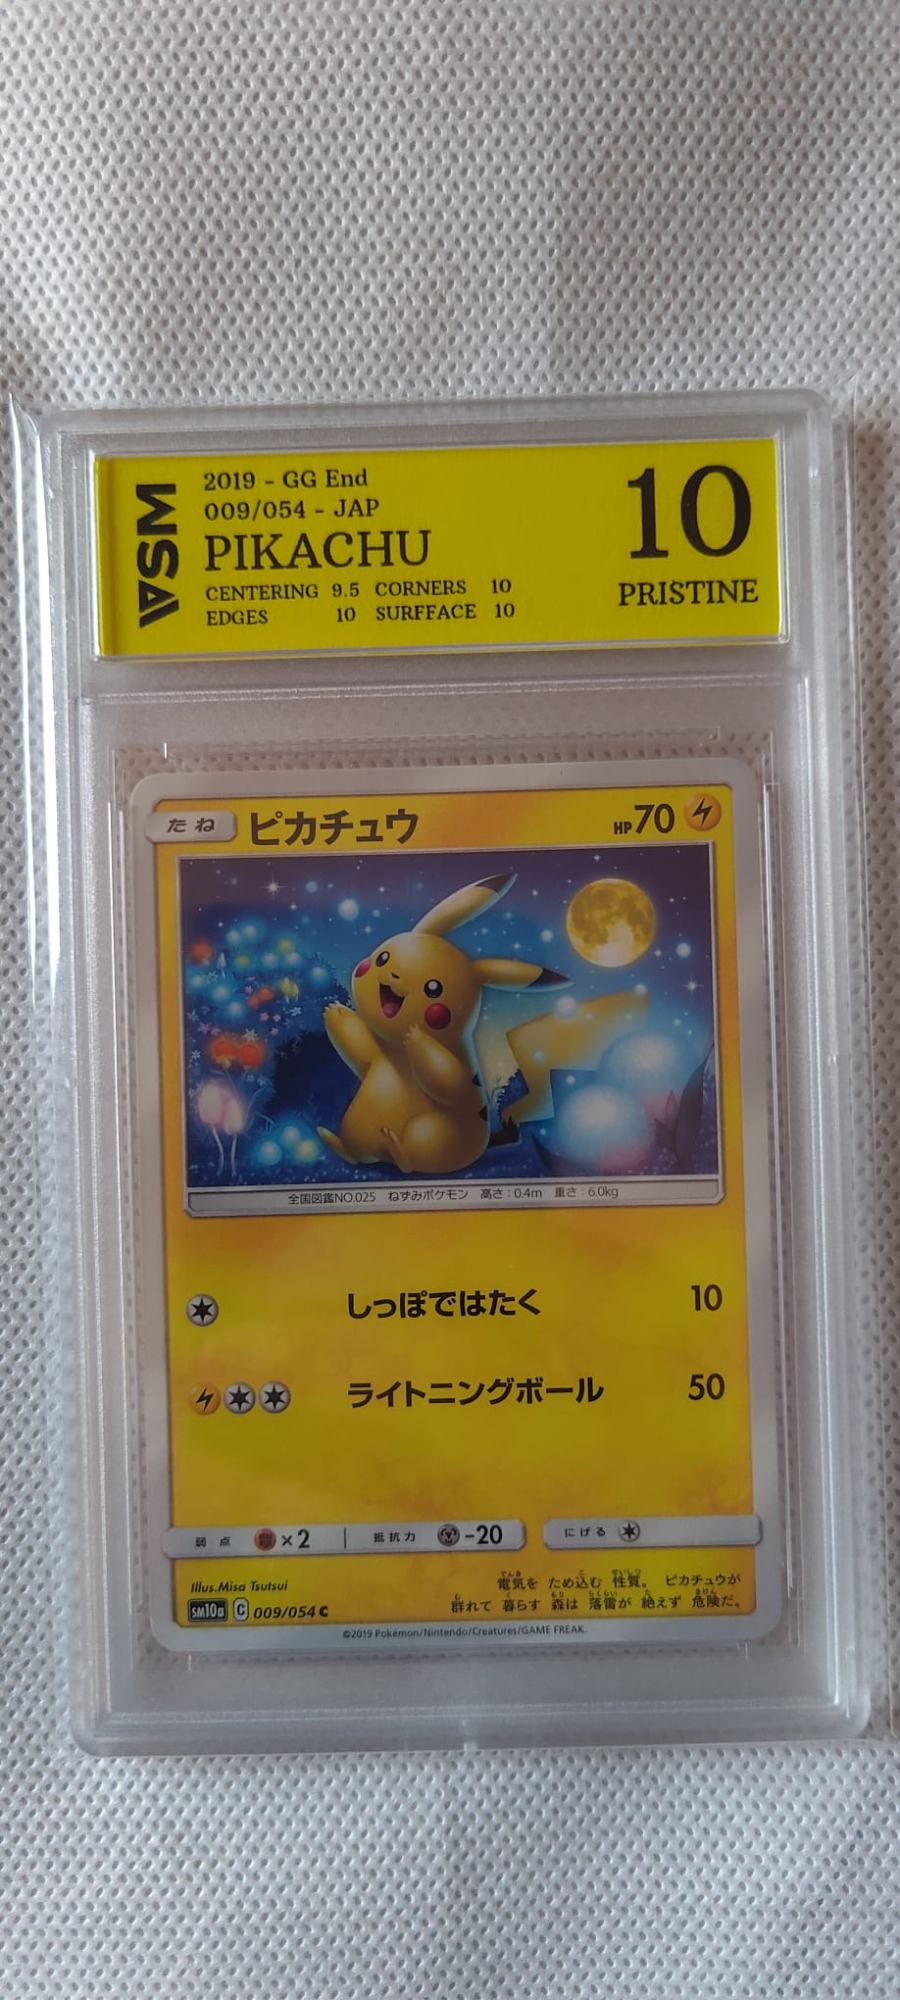 VSM
2019 - GG End
009/054 - JAP
PIKACHU
CENTERING 9.5 CORNERS 10
EDGES 10 SURFFACE 10
10
PRISTINE
たね ピカチュウ HP70
全国図鑑NO.025 ねずみポケモン 高さ:0.4m 重さ:6.0kg
しっぽではたく 10
ライトニングボール 50
弱点 ×2 抵抗力 -20 にげる
Illus.Misa Tsutsui
電気を ため込む 性質。 ピカチュウが
群れて 暮らす 森は 落雷が 絶えず 危険だ。
SM10a C 009/054 C
©2019 Pokémon/Nintendo/Creatures/GAME FREAK.